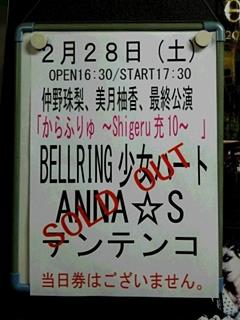 2月28日(土)
OPEN16:30/START17:30
仲野珠梨、美月柚香、最終公演
「からふりゅ ~Shigeru充10~ 」
BELLRING少女ハート
ANNA☆S
テンテンコ
SOLD OUT
当日券はございません。